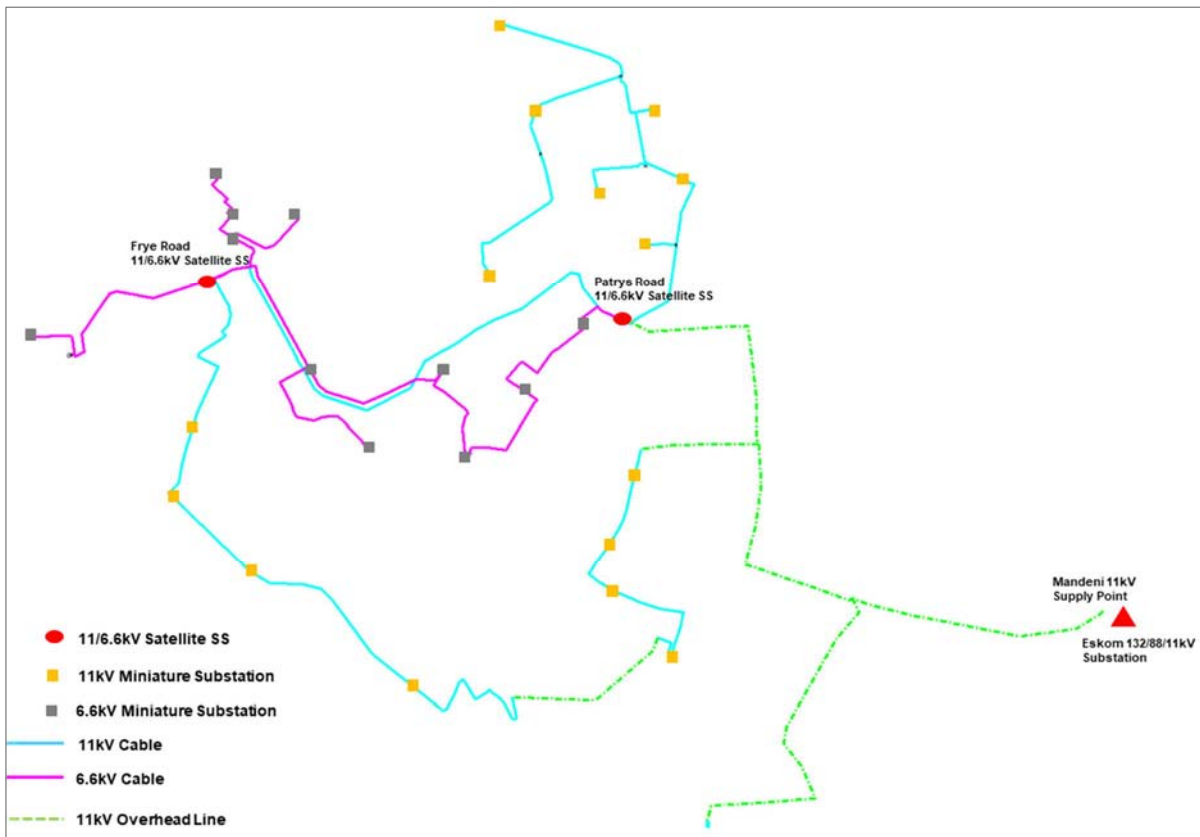 Frye Road
11/6.6kV Satellite SS
Patrys Road
11/6.6kV Satellite SS
Mandeni 11kV
Supply Point
Eskom 132/88/11kV
Substation
11/6.6kV Satellite SS
11kV Miniature Substation
6.6kV Miniature Substation
11kV Cable
6.6kV Cable
11kV Overhead Line